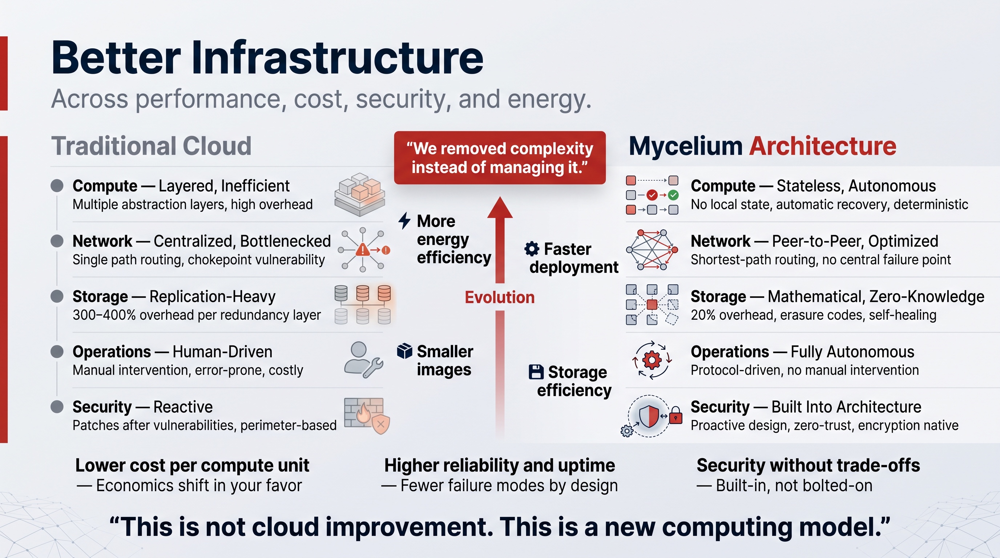 Better Infrastructure
Across performance, cost, security, and energy.
Traditional Cloud
Compute — Layered, Inefficient
Multiple abstraction layers, high overhead
Network — Centralized, Bottlenecked
Single path routing, chokepoint vulnerability
Storage — Replication-Heavy
300–400% overhead per redundancy layer
Operations — Human-Driven
Manual intervention, error-prone, costly
Security — Reactive
Patches after vulnerabilities, perimeter-based
“We removed complexity
instead of managing it.”
More
energy
efficiency
Faster
deployment
Evolution
Smaller
images
Storage
efficiency
Mycelium Architecture
Compute — Stateless, Autonomous
No local state, automatic recovery, deterministic
Network — Peer-to-Peer, Optimized
Shortest-path routing, no central failure point
Storage — Mathematical, Zero-Knowledge
20% overhead, erasure codes, self-healing
Operations — Fully Autonomous
Protocol-driven, no manual intervention
Security — Built Into Architecture
Proactive design, zero-trust, encryption native
Lower cost per compute unit
— Economics shift in your favor
Higher reliability and uptime
— Fewer failure modes by design
Security without trade-offs
— Built-in, not bolted-on
“This is not cloud improvement. This is a new computing model.”